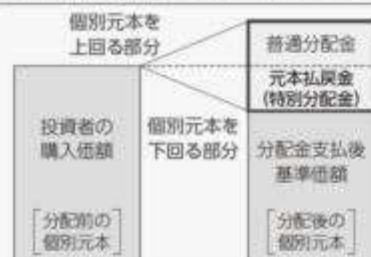 個別元本を
上回る部分
普通分配金
元本払戻金
(特別分配金)
投資者の
購入価額
個別元本を
下回る部分
分配金支払後
基準価額
[分配前の
個別元本]
[分配後の
個別元本]